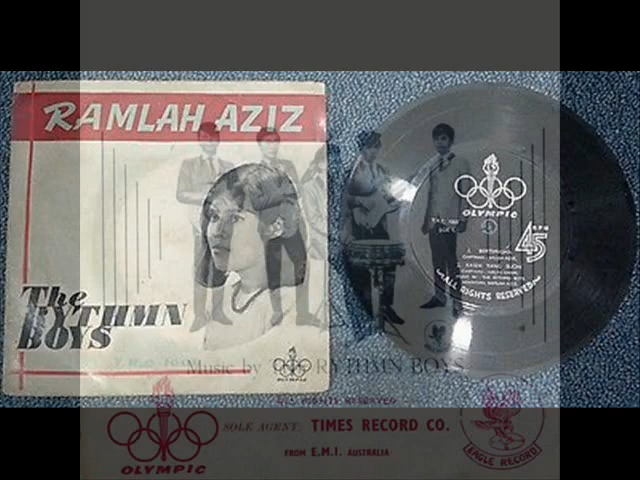 RAMLAH AZIZ
The
RYTHMN
BOYS
OLYMPIC
OLYMPIC
45 RPM
ALL RIGHTS RESERVED
Music by The RYTHMN BOYS
ALL RIGHTS RESERVED
SOLE AGENT: TIMES RECORD CO.
FROM E.M.I. AUSTRALIA
OLYMPIC
EAGLE RECORD